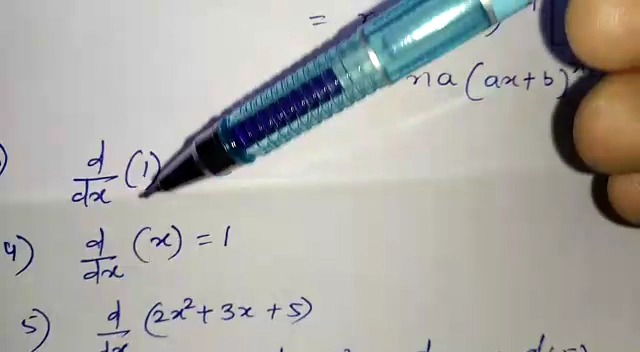 =
na(ax+b)
d/dx (1)
4) d/dx (x) = 1
5) d/dx (2x²+3x+5)